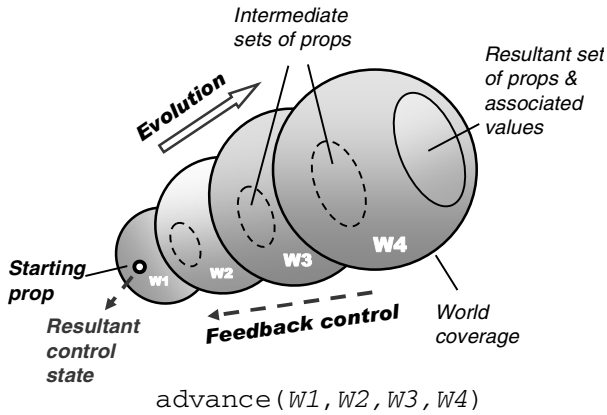 Intermediate
sets of props
Resultant set
of props &
associated
values
Evolution
W4
W3
W2
W1
Starting
prop
Resultant
control
state
Feedback control
World
coverage
advance(W1,W2,W3,W4)